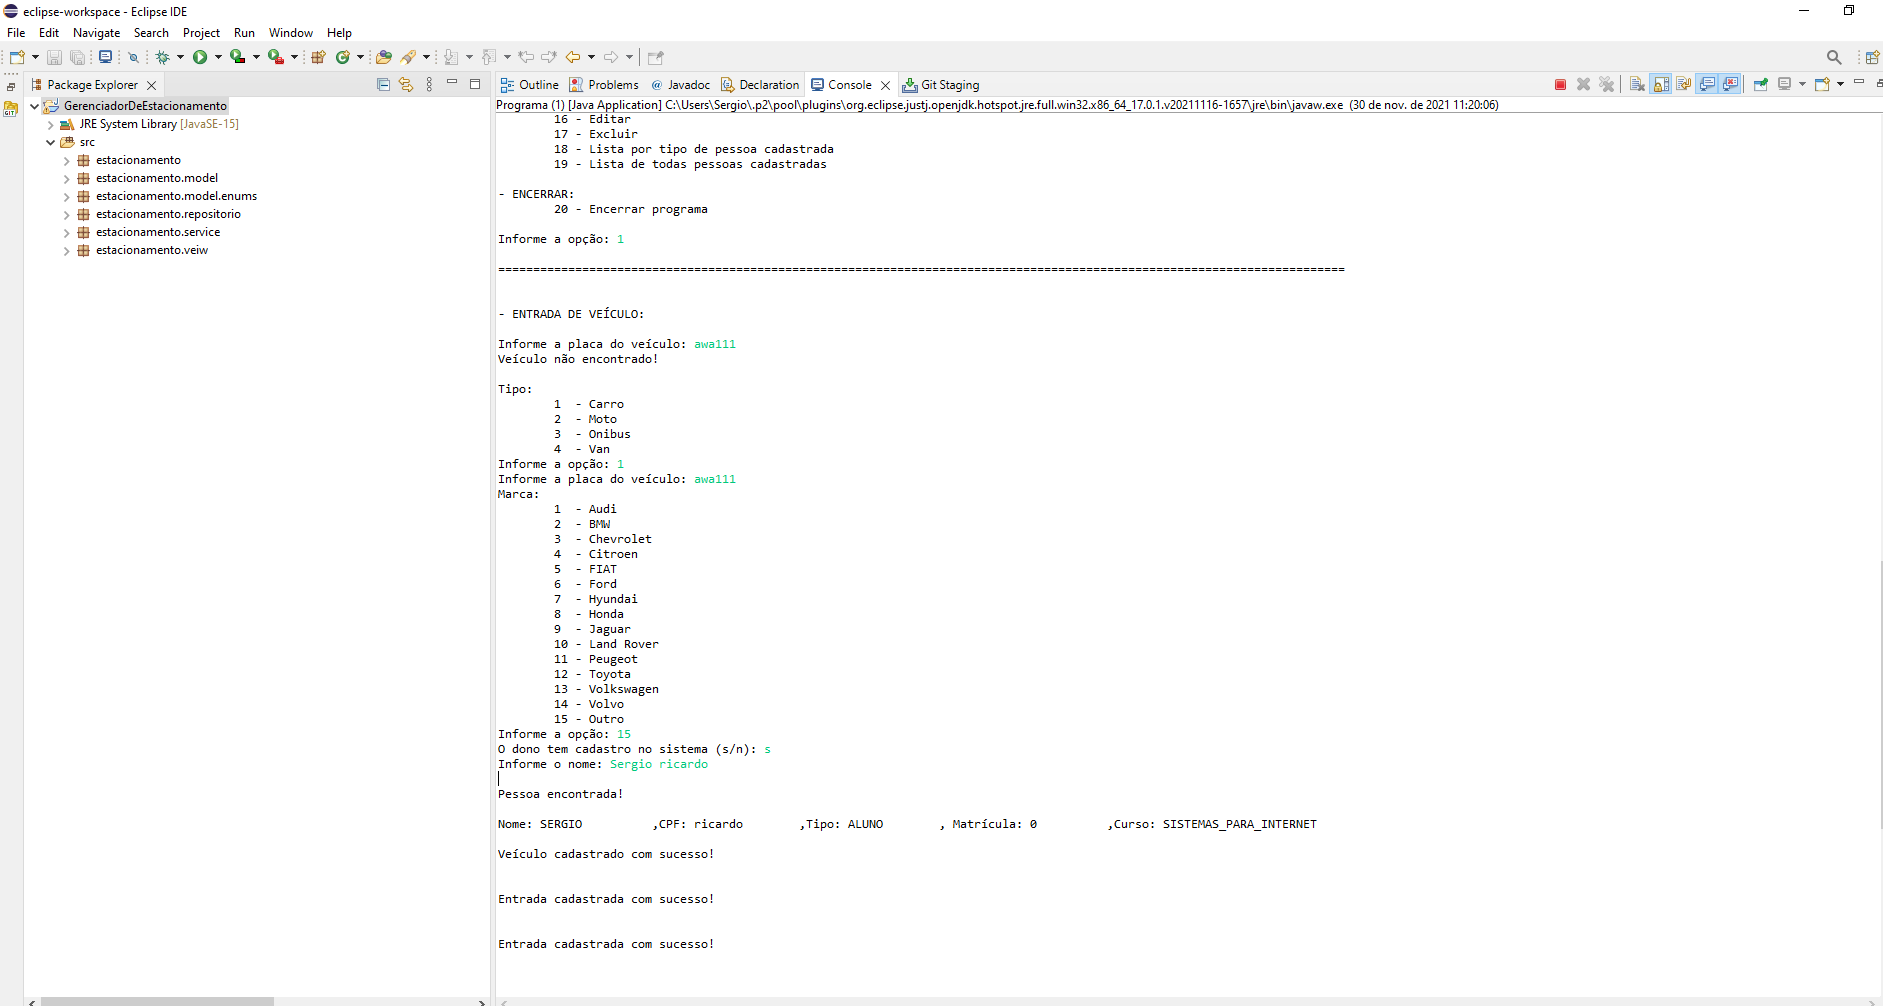 eclipse-workspace - Eclipse IDE
File Edit Navigate Search Project Run Window Help
Package Explorer
GerenciadorDeEstacionamento
JRE System Library [JavaSE-15]
src
estacionamento
estacionamento.model
estacionamento.model.enums
estacionamento.repositorio
estacionamento.service
estacionamento.veiw
Outline Problems @ Javadoc Declaration Console Git Staging
Programa (1) [Java Application] C:\Users\Sergio\.p2\pool\plugins\org.eclipse.justj.openjdk.hotspot.jre.full.win32.x86_64_17.0.1.v20211116-1657\jre\bin\javaw.exe (30 de nov. de 2021 11:20:06)
16 - Editar
17 - Excluir
18 - Lista por tipo de pessoa cadastrada
19 - Lista de todas pessoas cadastradas
- ENCERRAR:
20 - Encerrar programa
Informe a opção: 1
=========================================================================================================================
- ENTRADA DE VEÍCULO:
Informe a placa do veículo: awa111
Veículo não encontrado!
Tipo:
1 - Carro
2 - Moto
3 - Onibus
4 - Van
Informe a opção: 1
Informe a placa do veículo: awa111
Marca:
1 - Audi
2 - BMW
3 - Chevrolet
4 - Citroen
5 - FIAT
6 - Ford
7 - Hyundai
8 - Honda
9 - Jaguar
10 - Land Rover
11 - Peugeot
12 - Toyota
13 - Volkswagen
14 - Volvo
15 - Outro
Informe a opção: 15
O dono tem cadastro no sistema (s/n): s
Informe o nome: Sergio ricardo
Pessoa encontrada!
Nome: SERGIO ,CPF: ricardo ,Tipo: ALUNO , Matrícula: 0 ,Curso: SISTEMAS_PARA_INTERNET
Veículo cadastrado com sucesso!
Entrada cadastrada com sucesso!
Entrada cadastrada com sucesso!